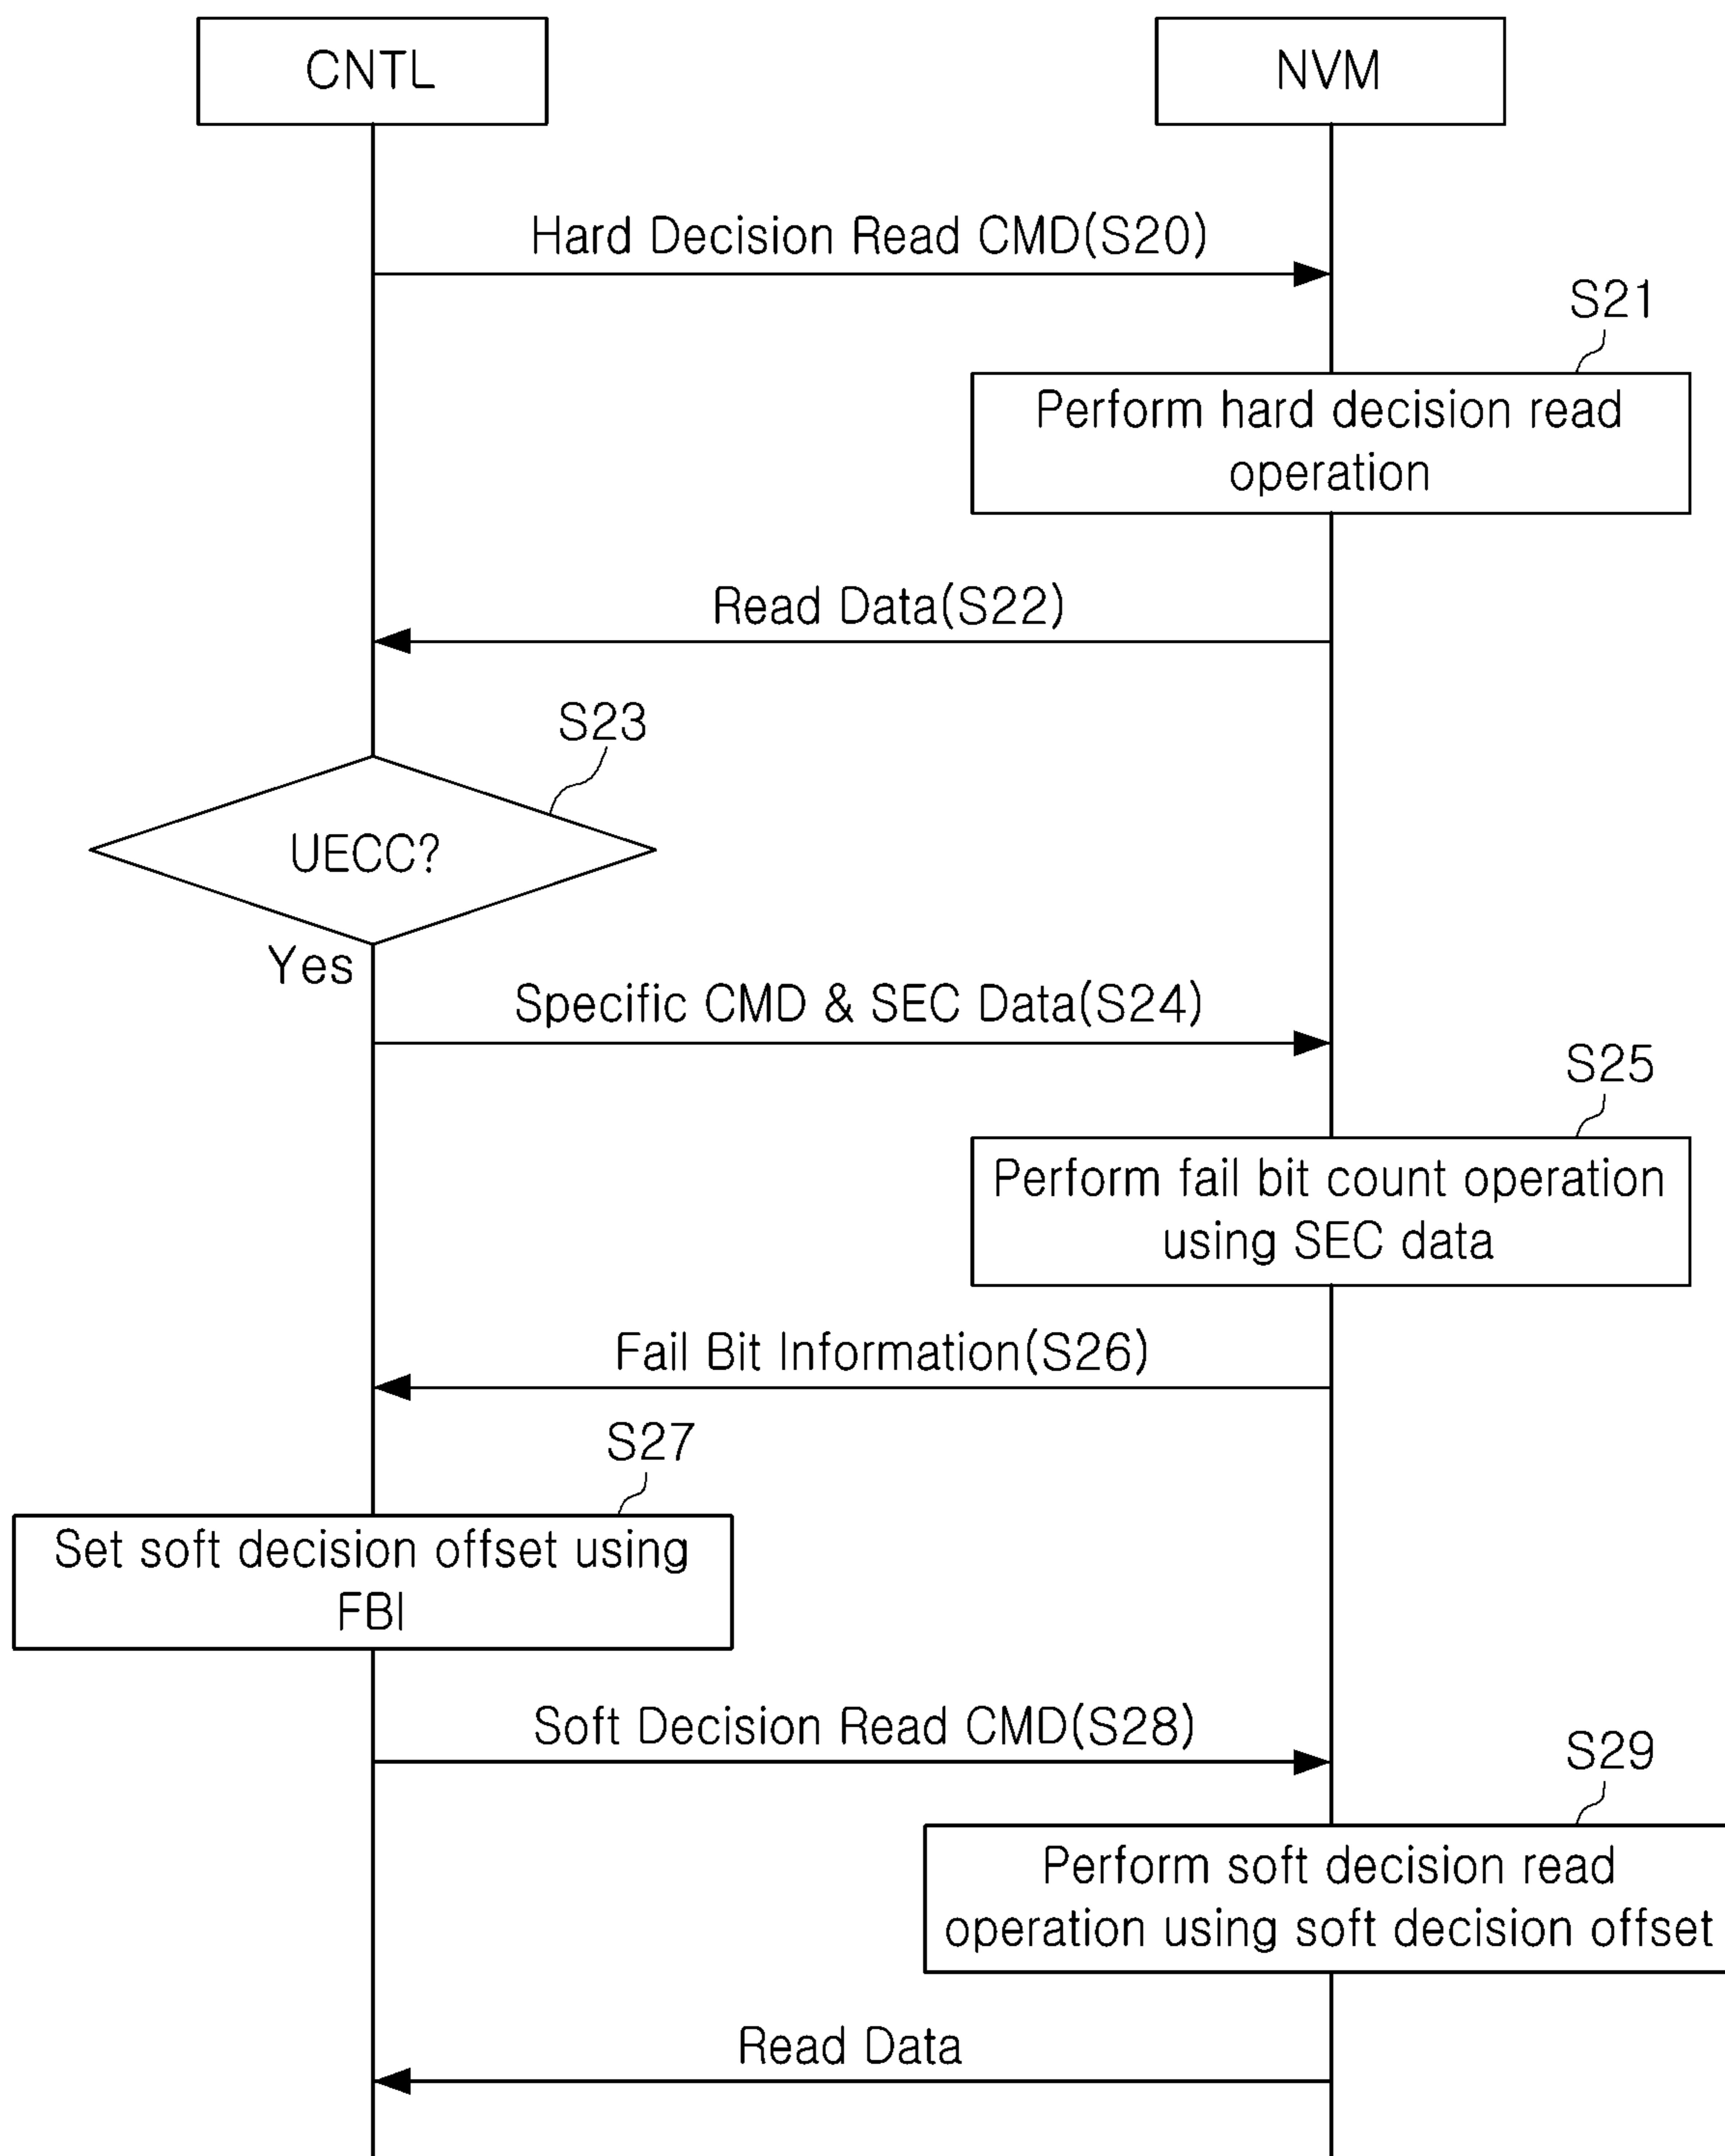 CNTL
NVM
Hard Decision Read CMD(S20)
S21
Perform hard decision read
operation
Read Data(S22)
S23
UECC?
Yes
Specific CMD & SEC Data(S24)
S25
Perform fail bit count operation
using SEC data
Fail Bit Information(S26)
S27
Set soft decision offset using
FBI
Soft Decision Read CMD(S28)
S29
Perform soft decision read
operation using soft decision offset
Read Data